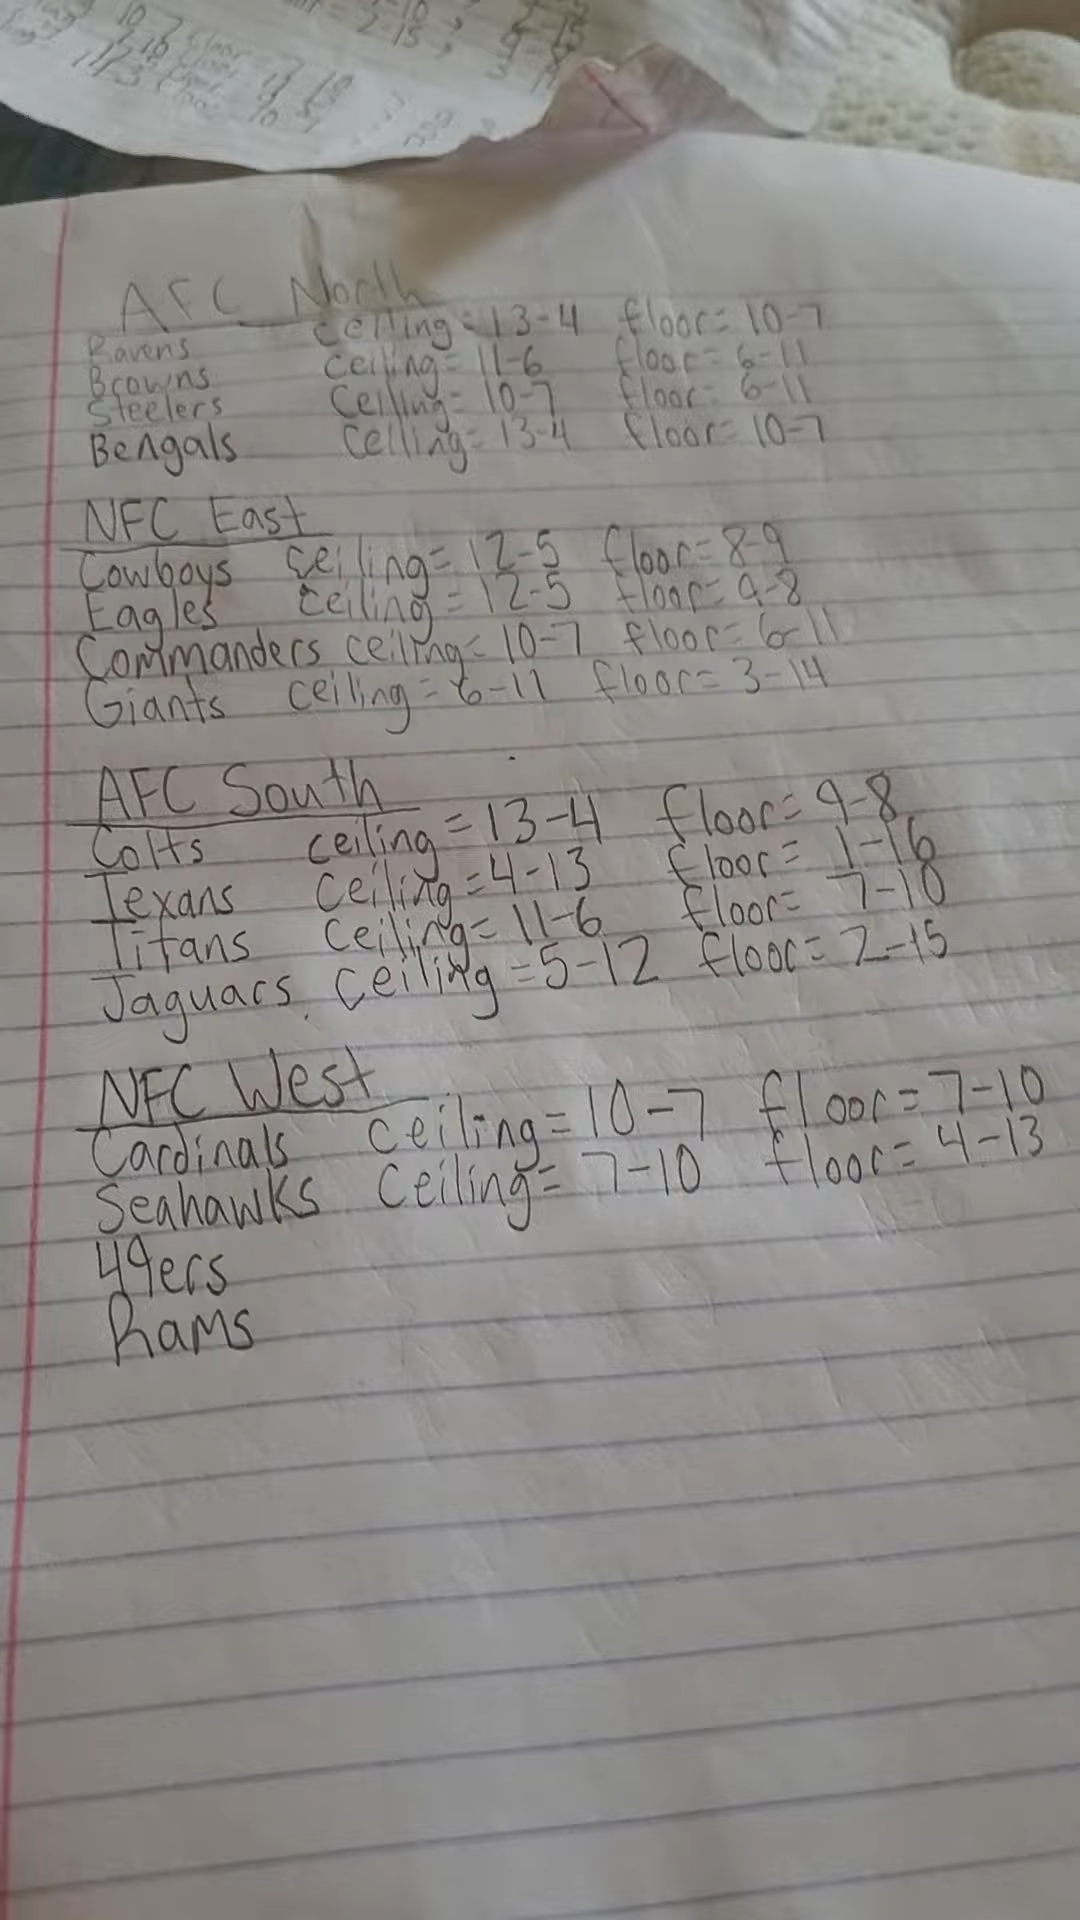 AFC North
Ravens ceiling = 13-4 floor= 10-7
Browns ceiling= 11-6 floor= 6-11
Steelers Ceiling= 10-7 floor= 6-11
Bengals Ceiling= 13-4 floor= 10-7
NFC East
Cowboys ceiling= 12-5 floor= 8-9
Eagles ceiling = 12-5 floor= 9-8
Commanders ceiling= 10-7 floor= 6-11
Giants ceiling = 6-11 floor= 3-14
AFC South
Colts ceiling = 13-4 floor= 9-8
Texans Ceiling = 4-13 floor= 1-16
Titans Ceiling= 11-6 floor= 7-10
Jaguars Ceiling = 5-12 floor= 2-15
NFC West
Cardinals Ceiling= 10-7 floor= 7-10
Seahawks Ceiling= 7-10 floor= 4-13
49ers
Rams